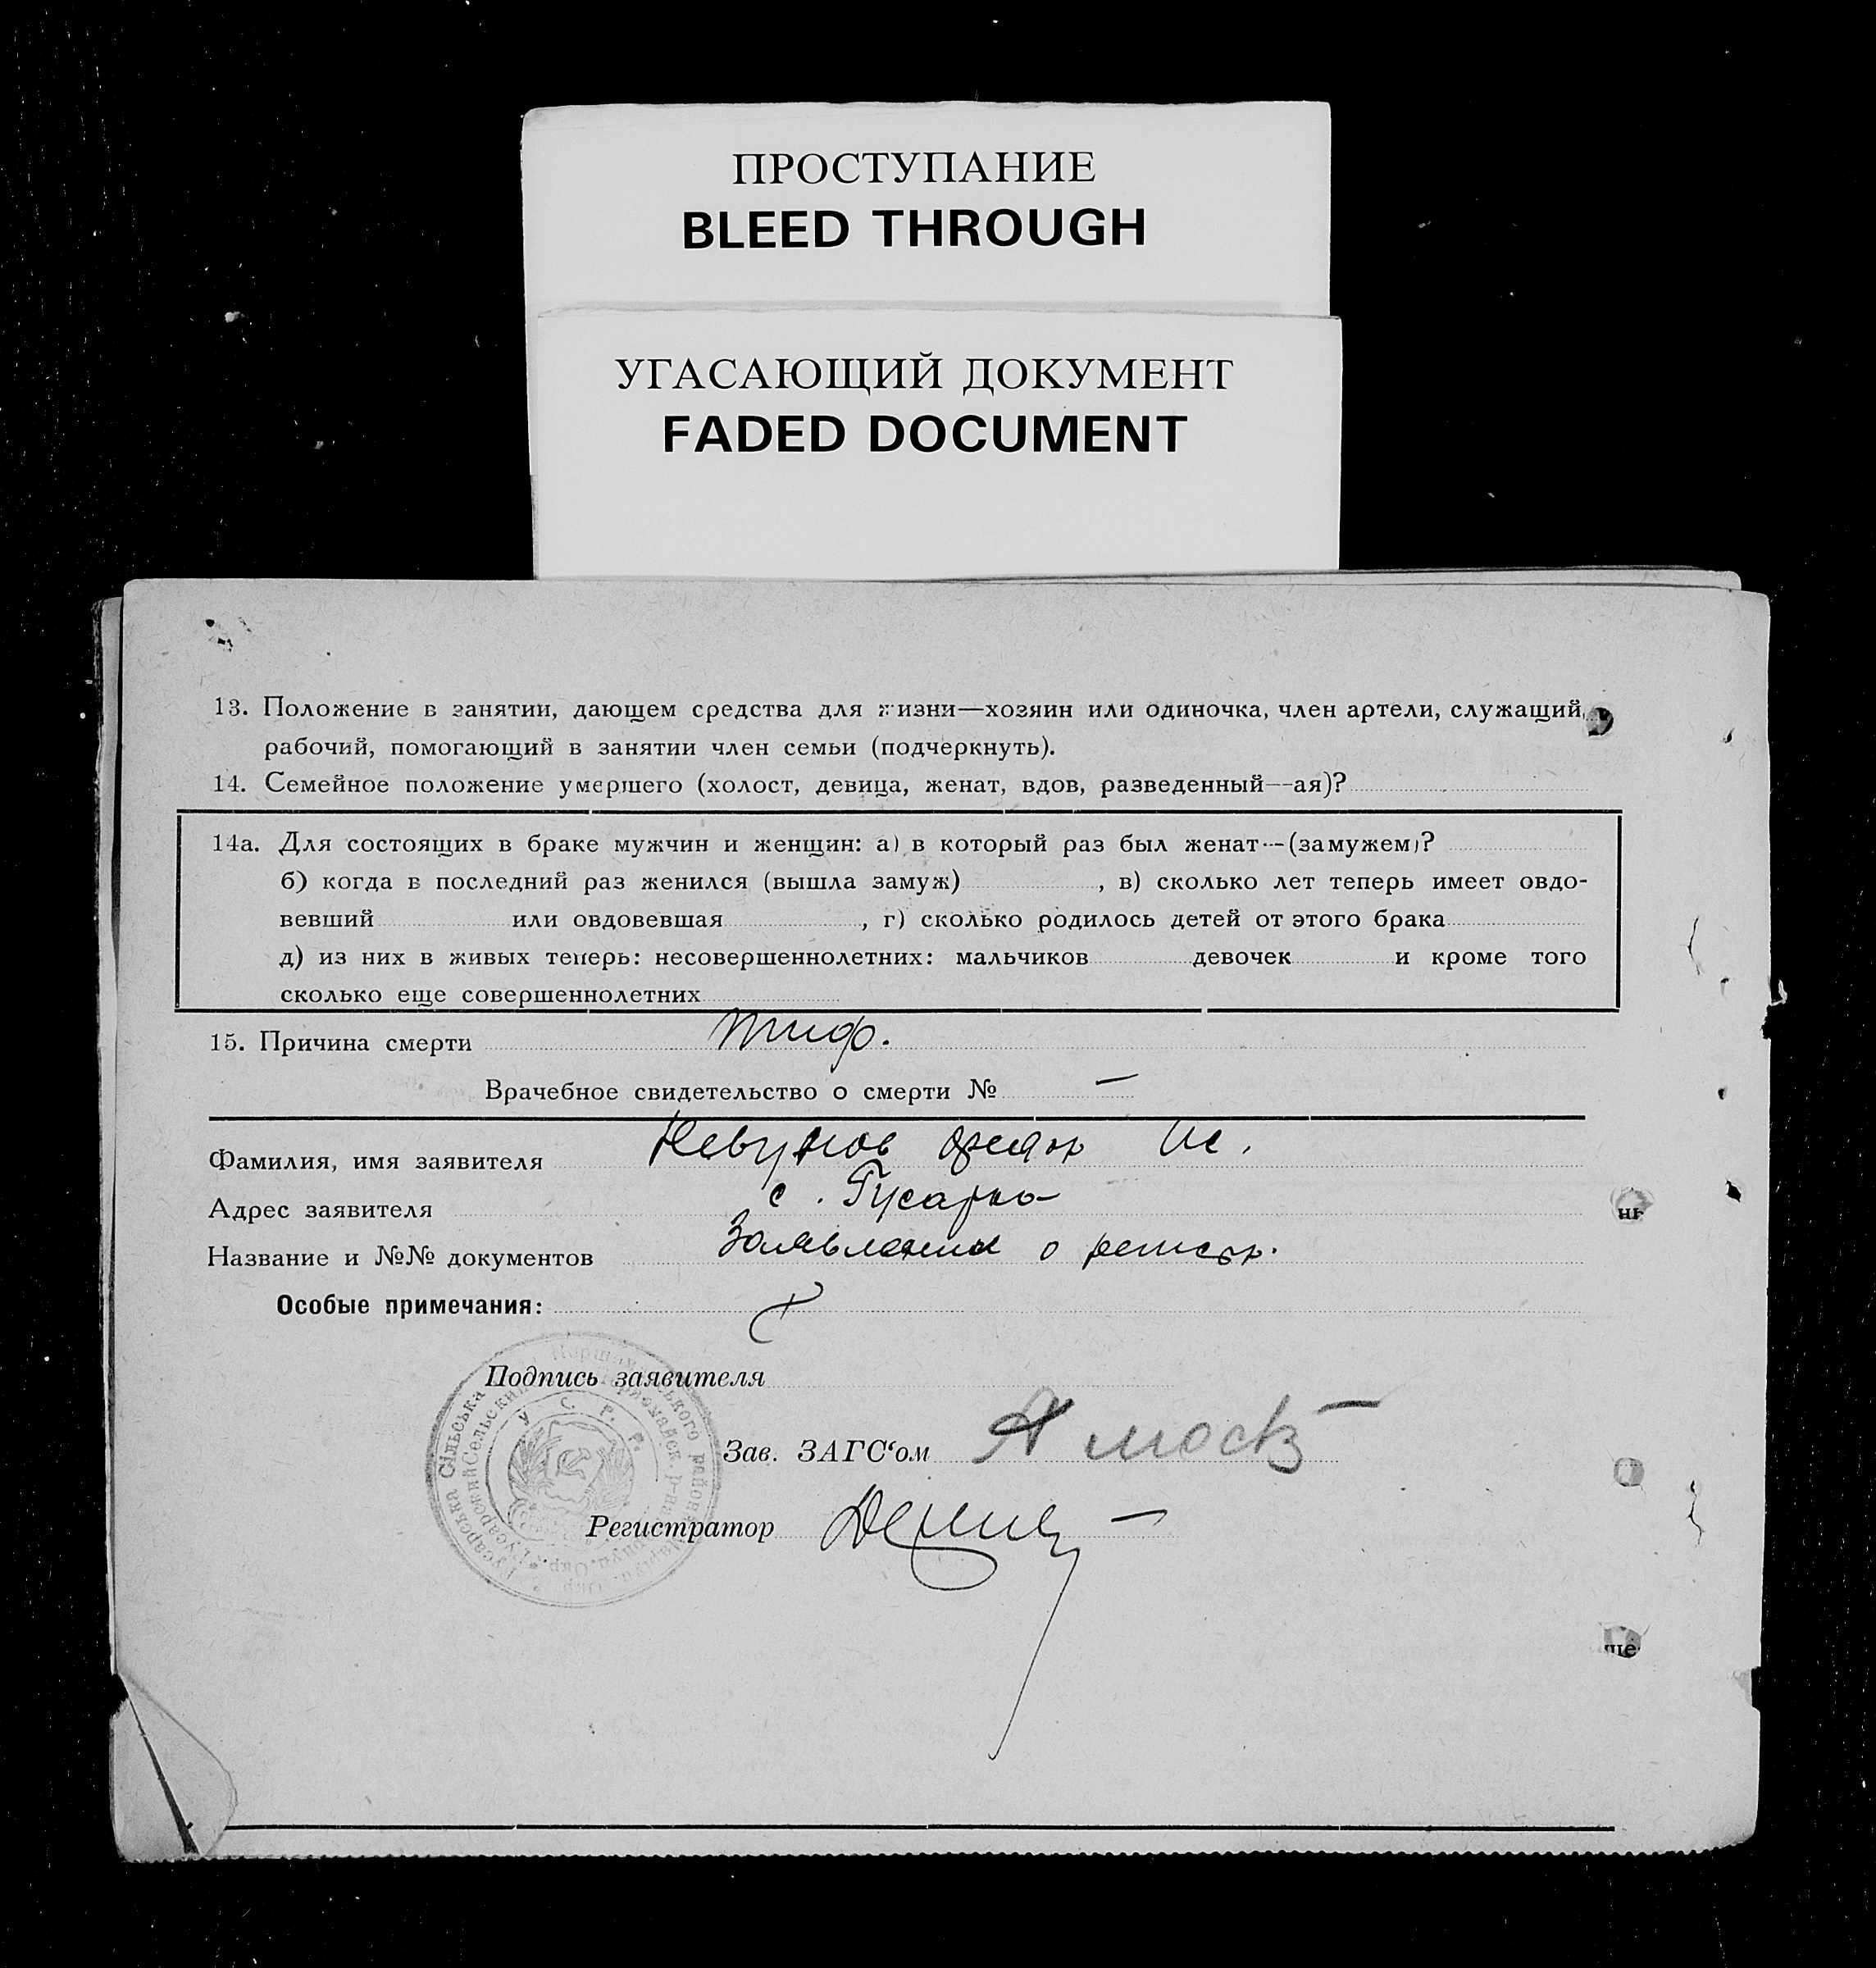 ПРОСТУПАНИЕ
BLEED THROUGH
УГАСАЮЩИЙ ДОКУМЕНТ
FADED DOCUMENT
13. Положение в занятии, дающем средства для жизни—хозяин или одиночка, член артели, служащий,
рабочий, помогающий в занятии член семьи (подчеркнуть).
14. Семейное положение умершего (холост, девица, женат, вдов, разведенный—ая)?
14а. Для состоящих в браке мужчин и женщин: а) в который раз был женат—(замужем)?
б) когда в последний раз женился (вышла замуж) , в) сколько лет теперь имеет овдо-
вевший или овдовевшая , г) сколько родилось детей от этого брака
д) из них в живых теперь: несовершеннолетних: мальчиков девочек и кроме того
сколько еще совершеннолетних
15. Причина смерти тиф.
Врачебное свидетельство о смерти № —
Фамилия, имя заявителя Ис.
Адрес заявителя с. Гусарка
Название и №№ документов Заявление о регистр.
Особые примечания:
Подпись заявителя
Зав. ЗАГС‘ом
Регистратор
У. С. Р. Р.